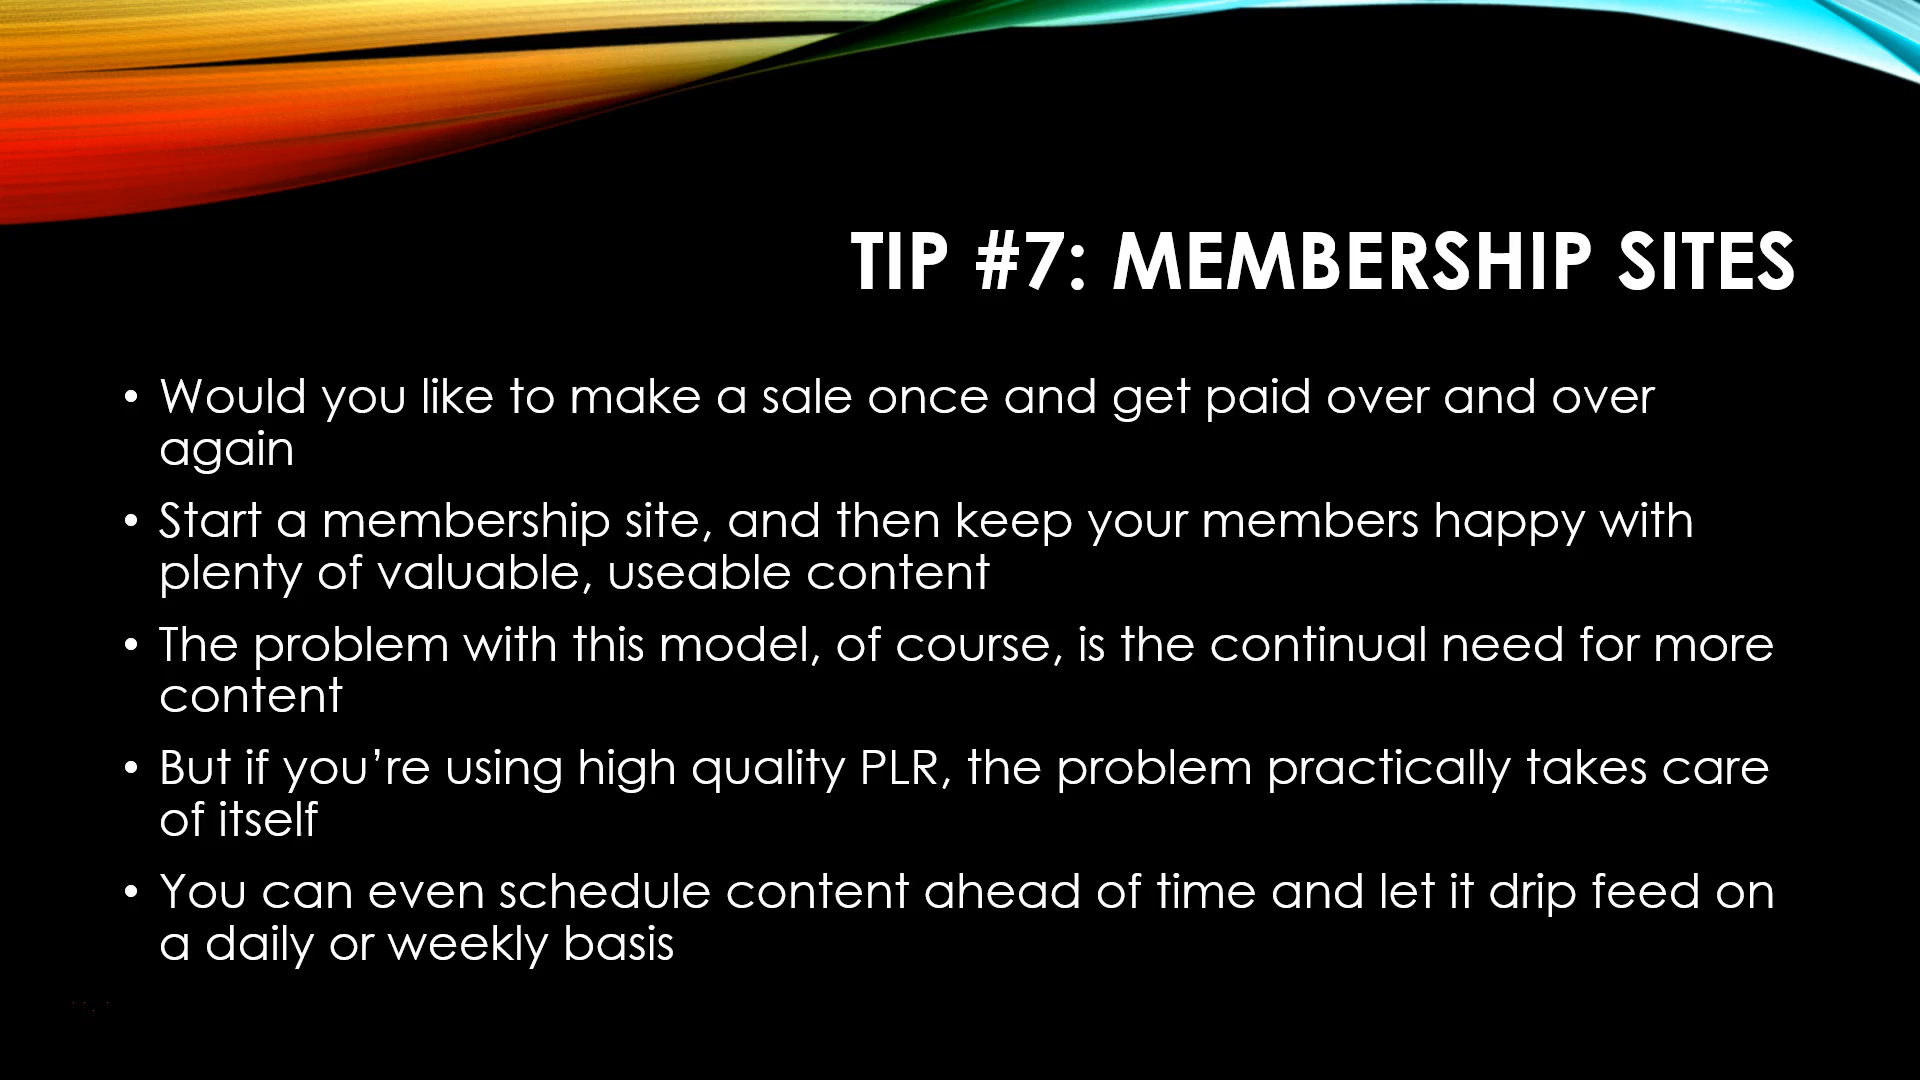 TIP #7: MEMBERSHIP SITES
• Would you like to make a sale once and get paid over and over
again
• Start a membership site, and then keep your members happy with
plenty of valuable, useable content
• The problem with this model, of course, is the continual need for more
content
• But if you’re using high quality PLR, the problem practically takes care
of itself
• You can even schedule content ahead of time and let it drip feed on
a daily or weekly basis